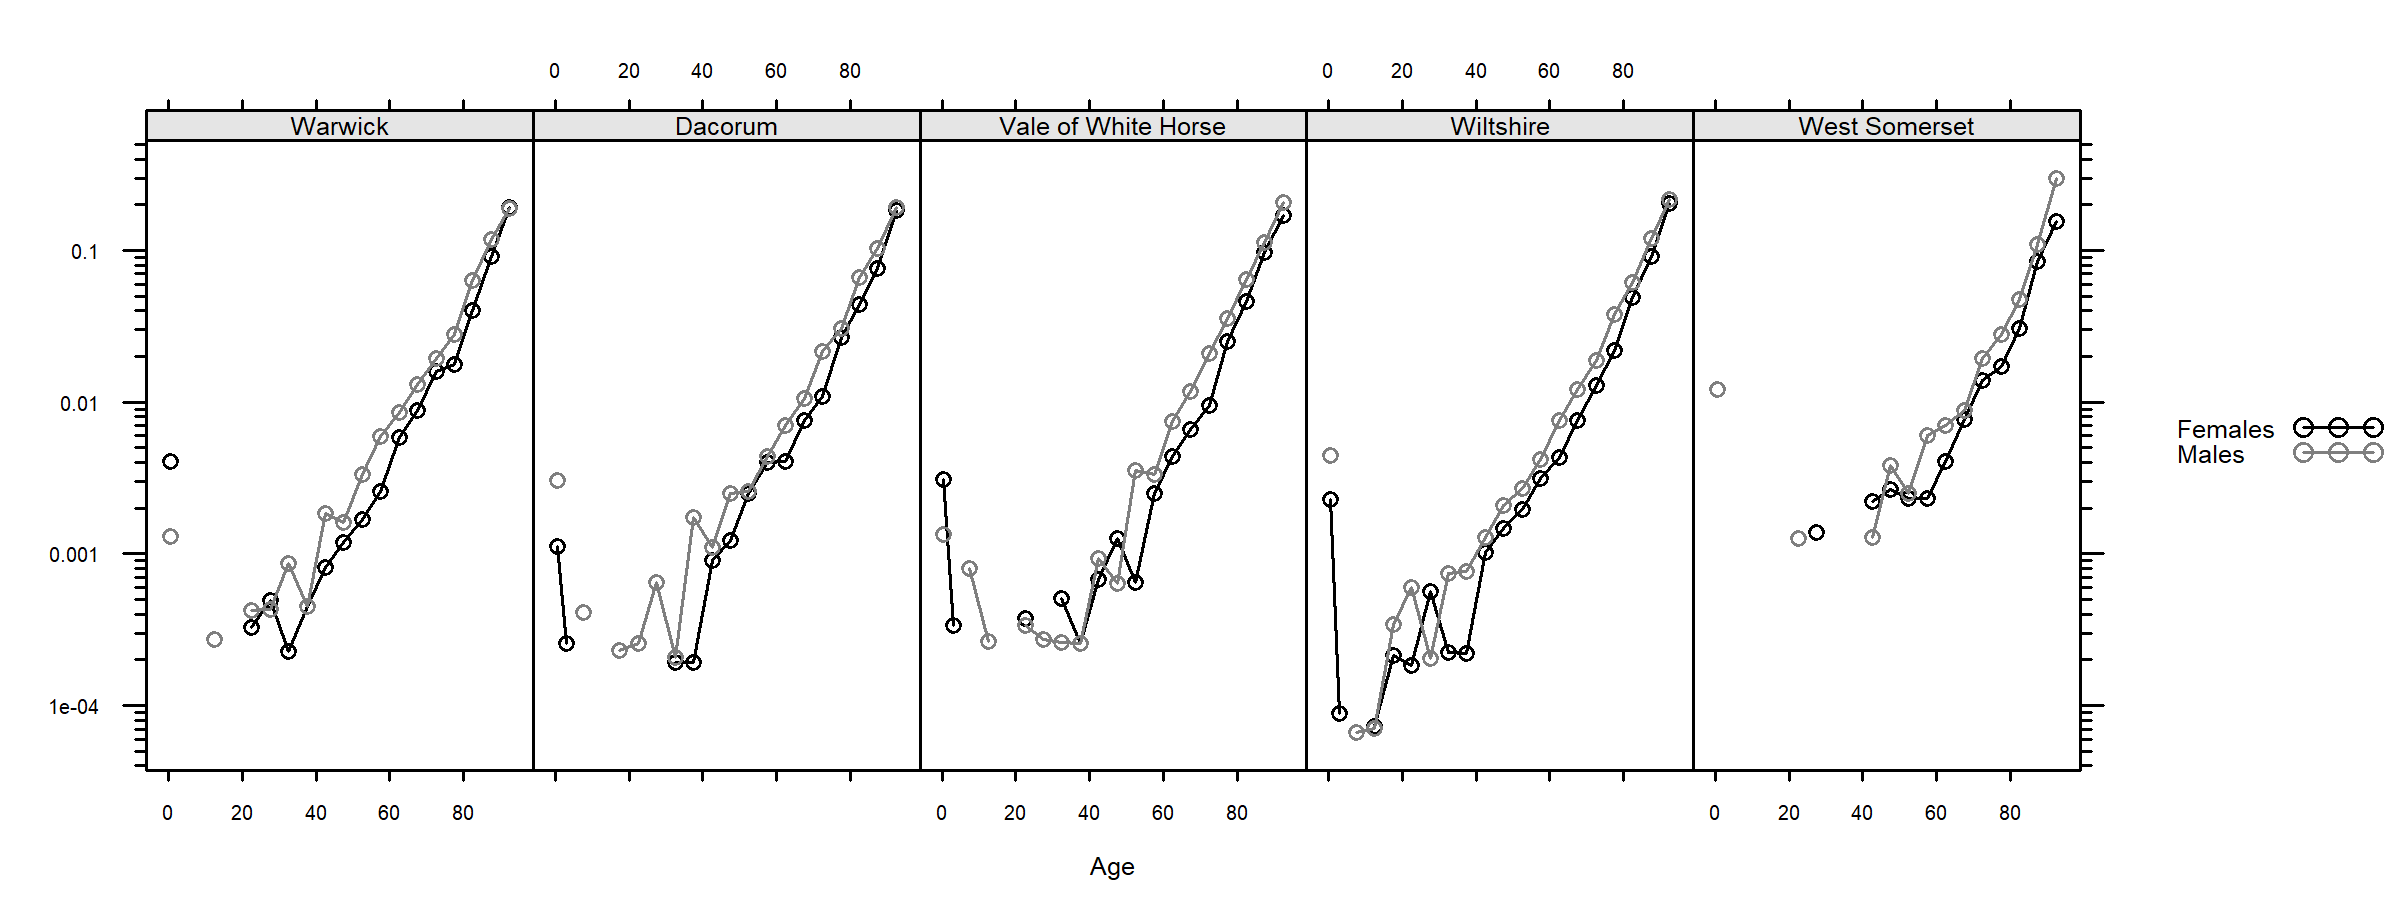 0 20 40 60 80 0 20 40 60 80
Warwick Dacorum Vale of White Horse Wiltshire West Somerset
0.1
0.01
0.001
1e-04
Females
Males
0 20 40 60 80 0 20 40 60 80 0 20 40 60 80
Age